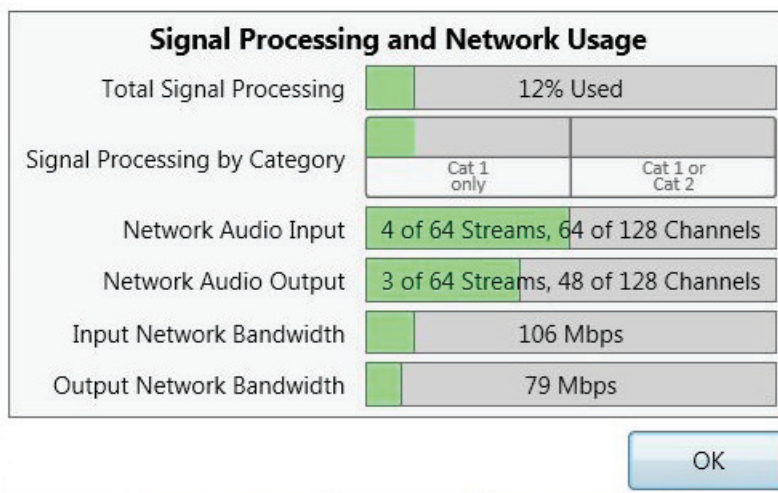 Signal Processing and Network Usage
Total Signal Processing
12% Used
Signal Processing by Category
Cat 1
only
Cat 1 or
Cat 2
Network Audio Input
4 of 64 Streams, 64 of 128 Channels
Network Audio Output
3 of 64 Streams, 48 of 128 Channels
Input Network Bandwidth
106 Mbps
Output Network Bandwidth
79 Mbps
OK